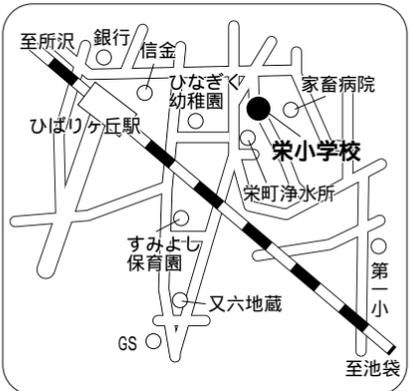 至所沢
銀行
信金
ひなぎく
幼稚園
家畜病院
ひばりヶ丘駅
栄小学校
栄町浄水所
すみよし
保育園
第一小
又六地蔵
GS
至池袋